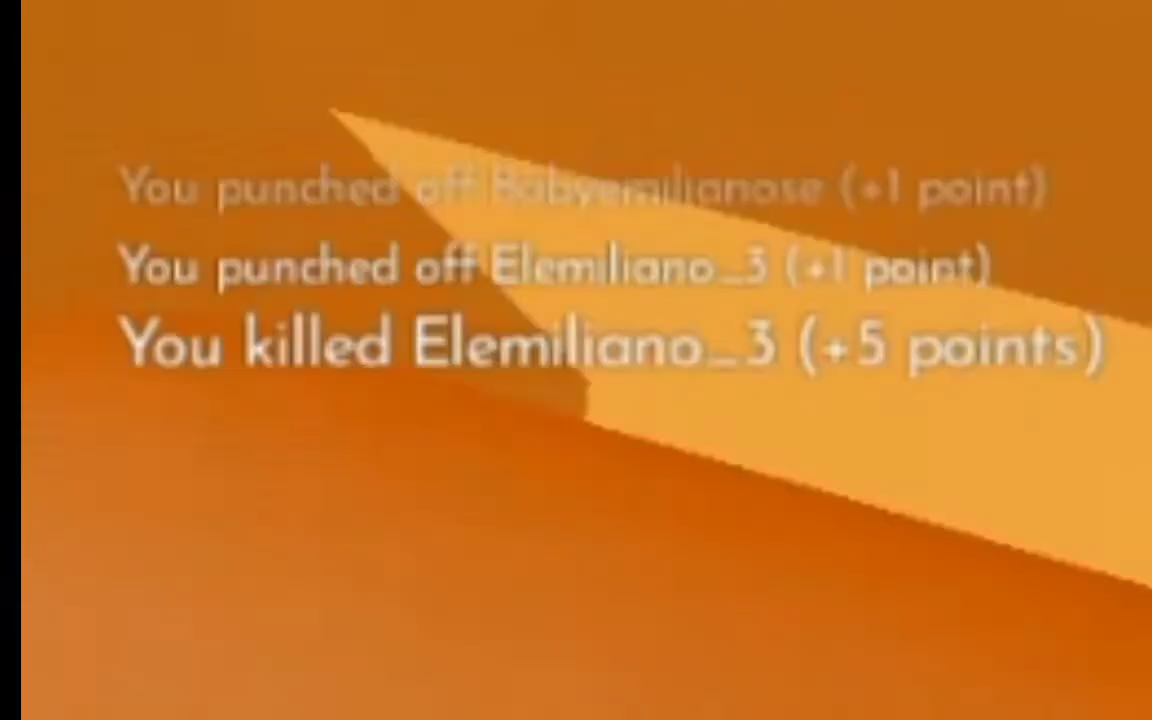 You punched off Babyemilianose (+1 point)
You punched off Elemiliano_3 (+1 point)
You killed Elemiliano_3 (+5 points)